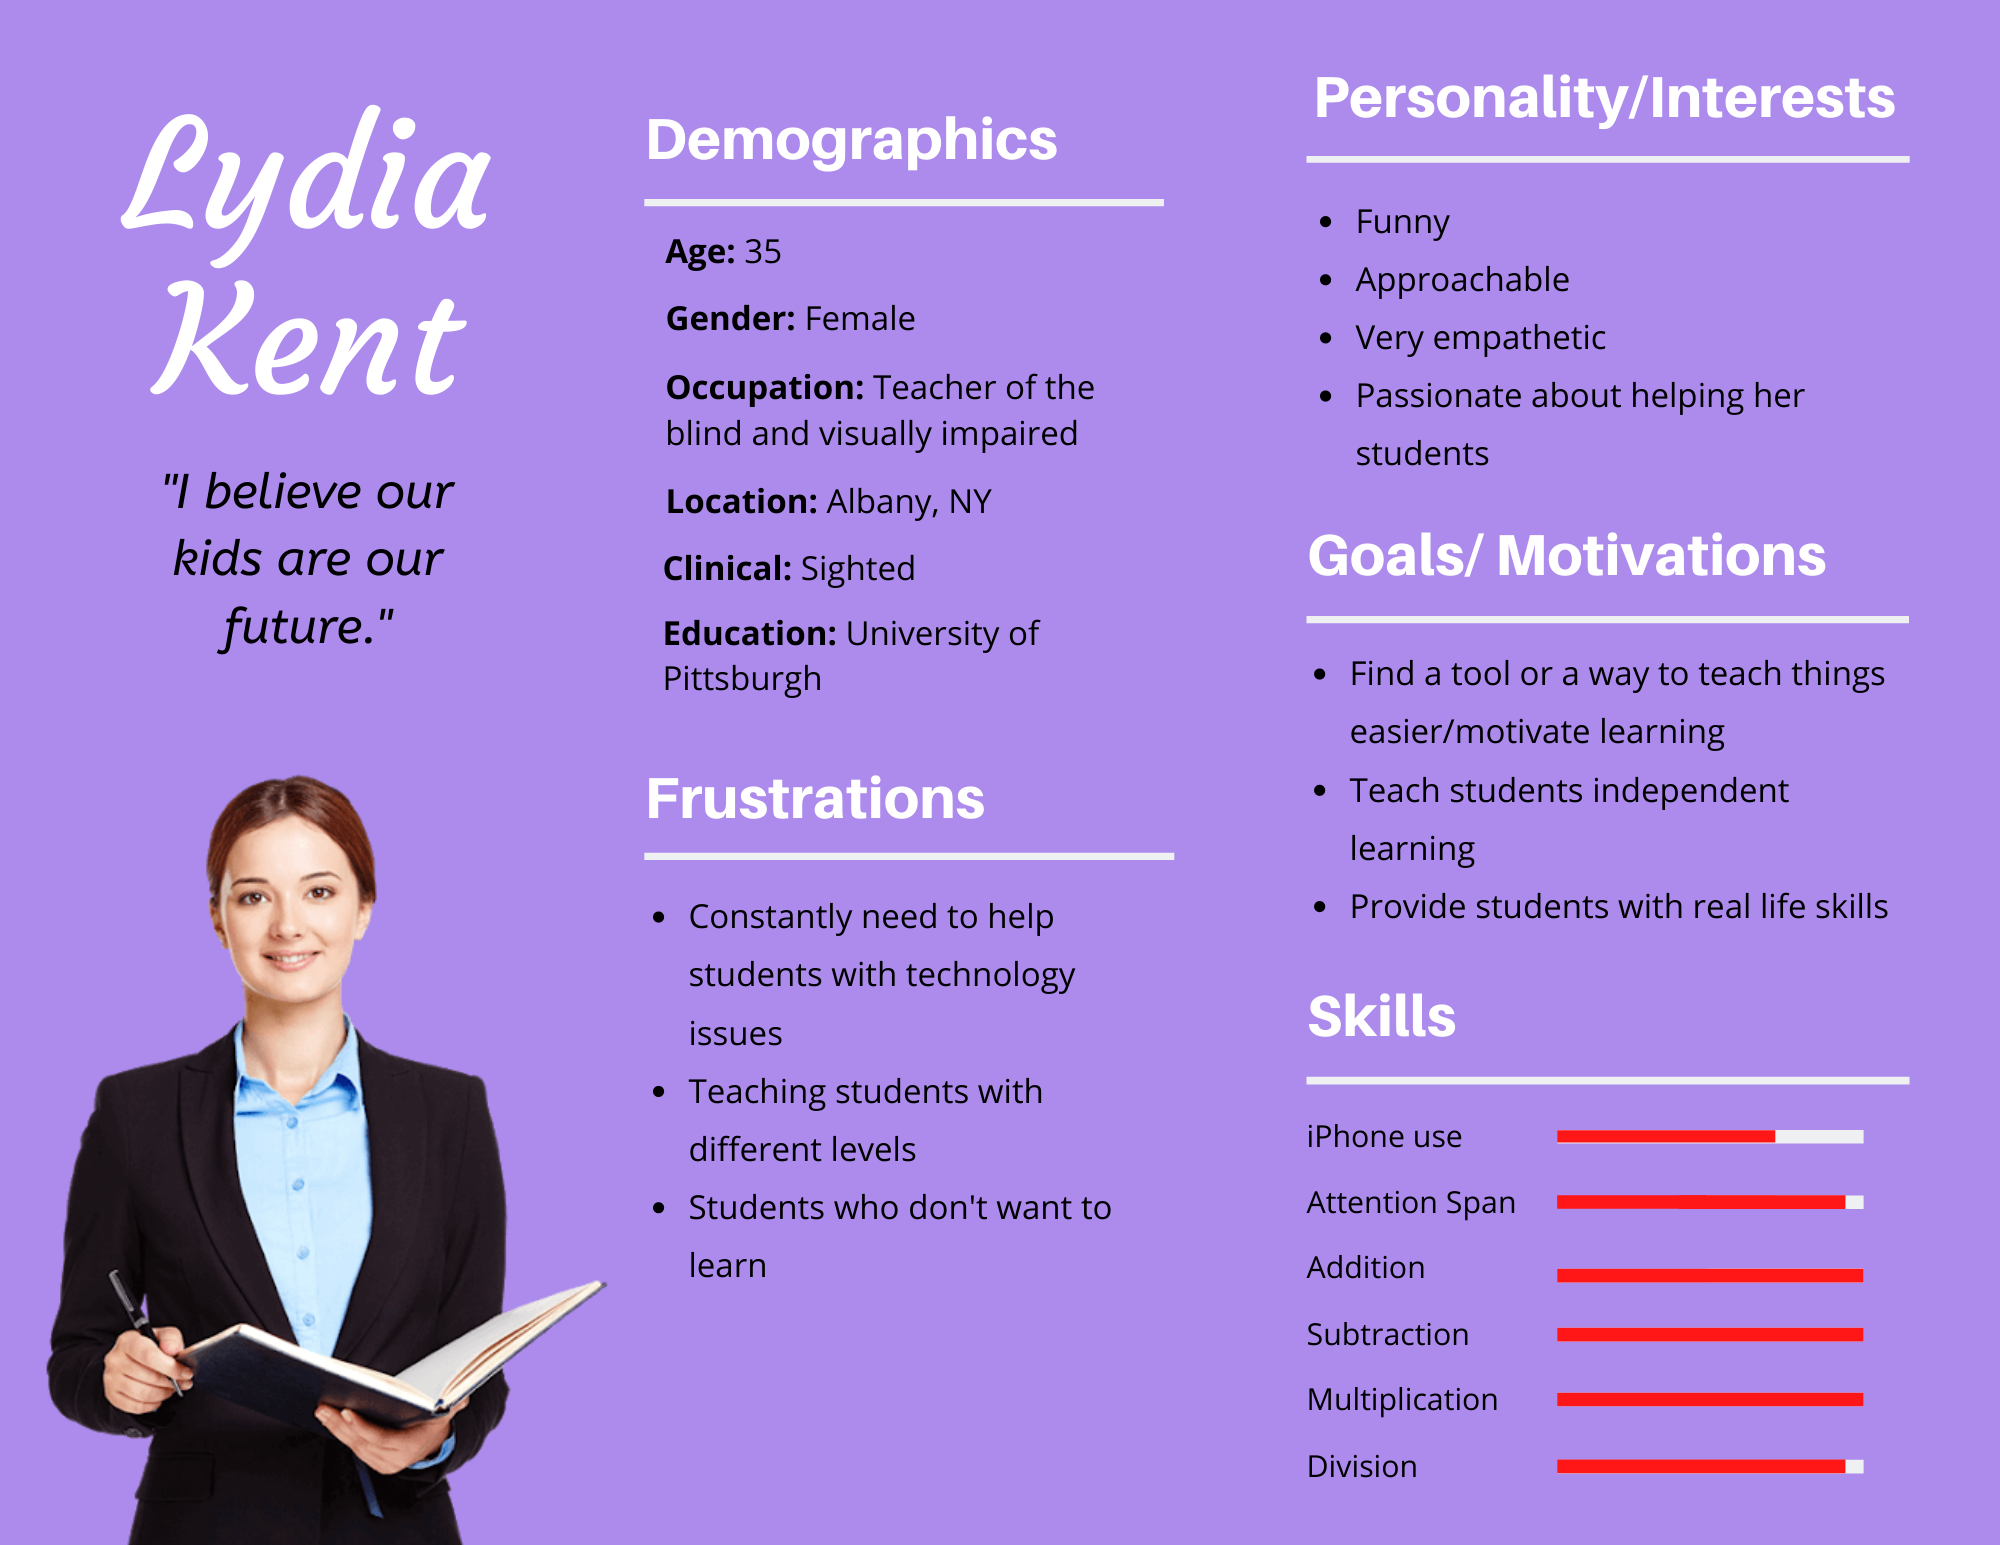 Lydia
Kent
"I believe our
kids are our
future."
Demographics
Age: 35
Gender: Female
Occupation: Teacher of the
blind and visually impaired
Location: Albany, NY
Clinical: Sighted
Education: University of
Pittsburgh
Frustrations
• Constantly need to help
students with technology
issues
• Teaching students with
different levels
• Students who don't want to
learn
Personality/Interests
• Funny
• Approachable
• Very empathetic
• Passionate about helping her
students
Goals/ Motivations
• Find a tool or a way to teach things
easier/motivate learning
• Teach students independent
learning
• Provide students with real life skills
Skills
iPhone use
Attention Span
Addition
Subtraction
Multiplication
Division